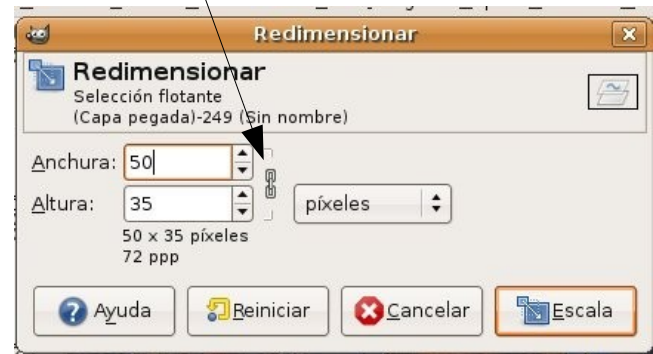 Redimensionar
Redimensionar
Selección flotante
(Capa pegada)-249 (Sin nombre)
Anchura: 50
Altura: 35 píxeles
50 x 35 píxeles
72 ppp
Ayuda Reiniciar Cancelar Escala